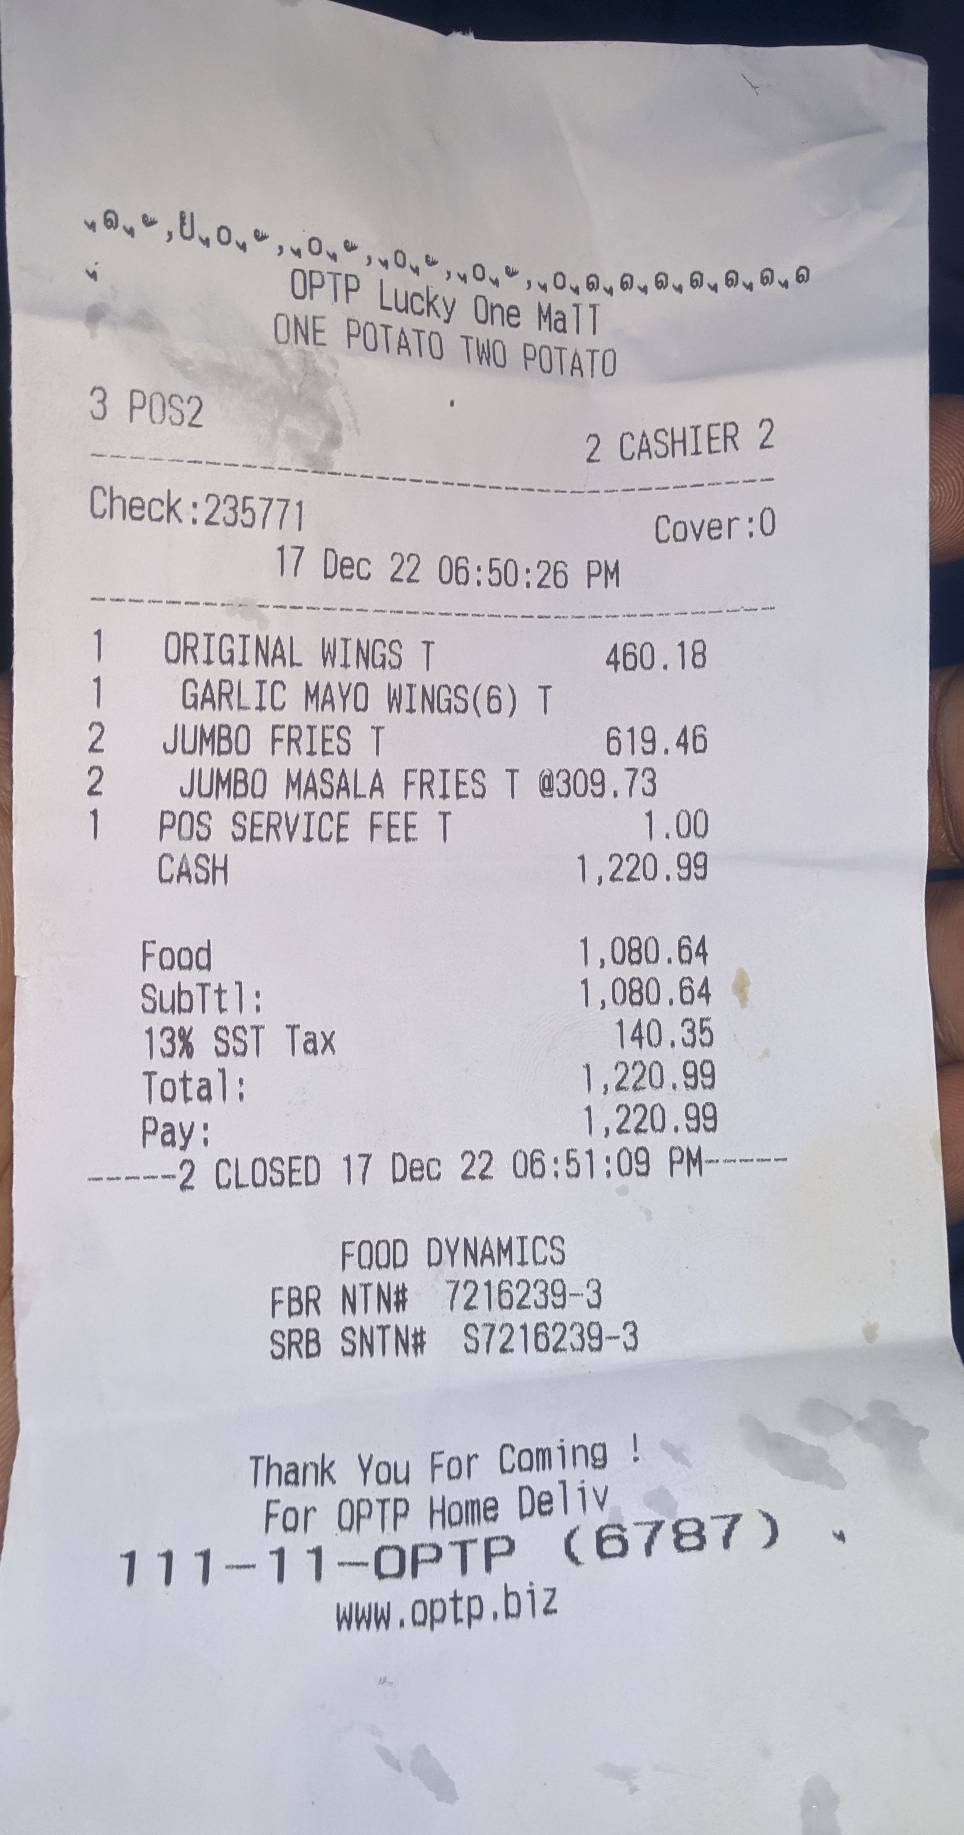 OPTP Lucky One Mall
ONE POTATO TWO POTATO
3 POS2 2 CASHIER 2
Check:235771 Cover:0
17 Dec 22 06:50:26 PM
1 ORIGINAL WINGS T 460.18
1 GARLIC MAYO WINGS(6) T
2 JUMBO FRIES T 619.46
2 JUMBO MASALA FRIES T @309.73
1 POS SERVICE FEE T 1.00
CASH 1,220.99
Food 1,080.64
SubTtl: 1,080.64
13% SST Tax 140.35
Total: 1,220.99
Pay: 1,220.99
-----2 CLOSED 17 Dec 22 06:51:09 PM-----
FOOD DYNAMICS
FBR NTN# 7216239-3
SRB SNTN# S7216239-3
Thank You For Coming !
For OPTP Home Deliv
111-11-OPTP (6787)
www.optp.biz